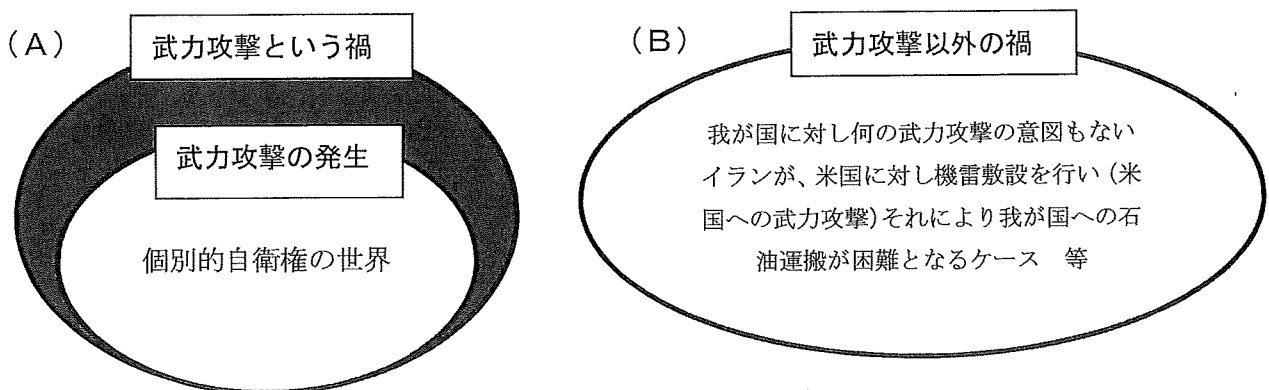 (A)
武力攻撃という禍
武力攻撃の発生
個別的自衛権の世界
(B)
武力攻撃以外の禍
我が国に対し何の武力攻撃の意図もない
イランが、米国に対し機雷敷設を行い（米
国への武力攻撃）それにより我が国への石
油運搬が困難となるケース　等